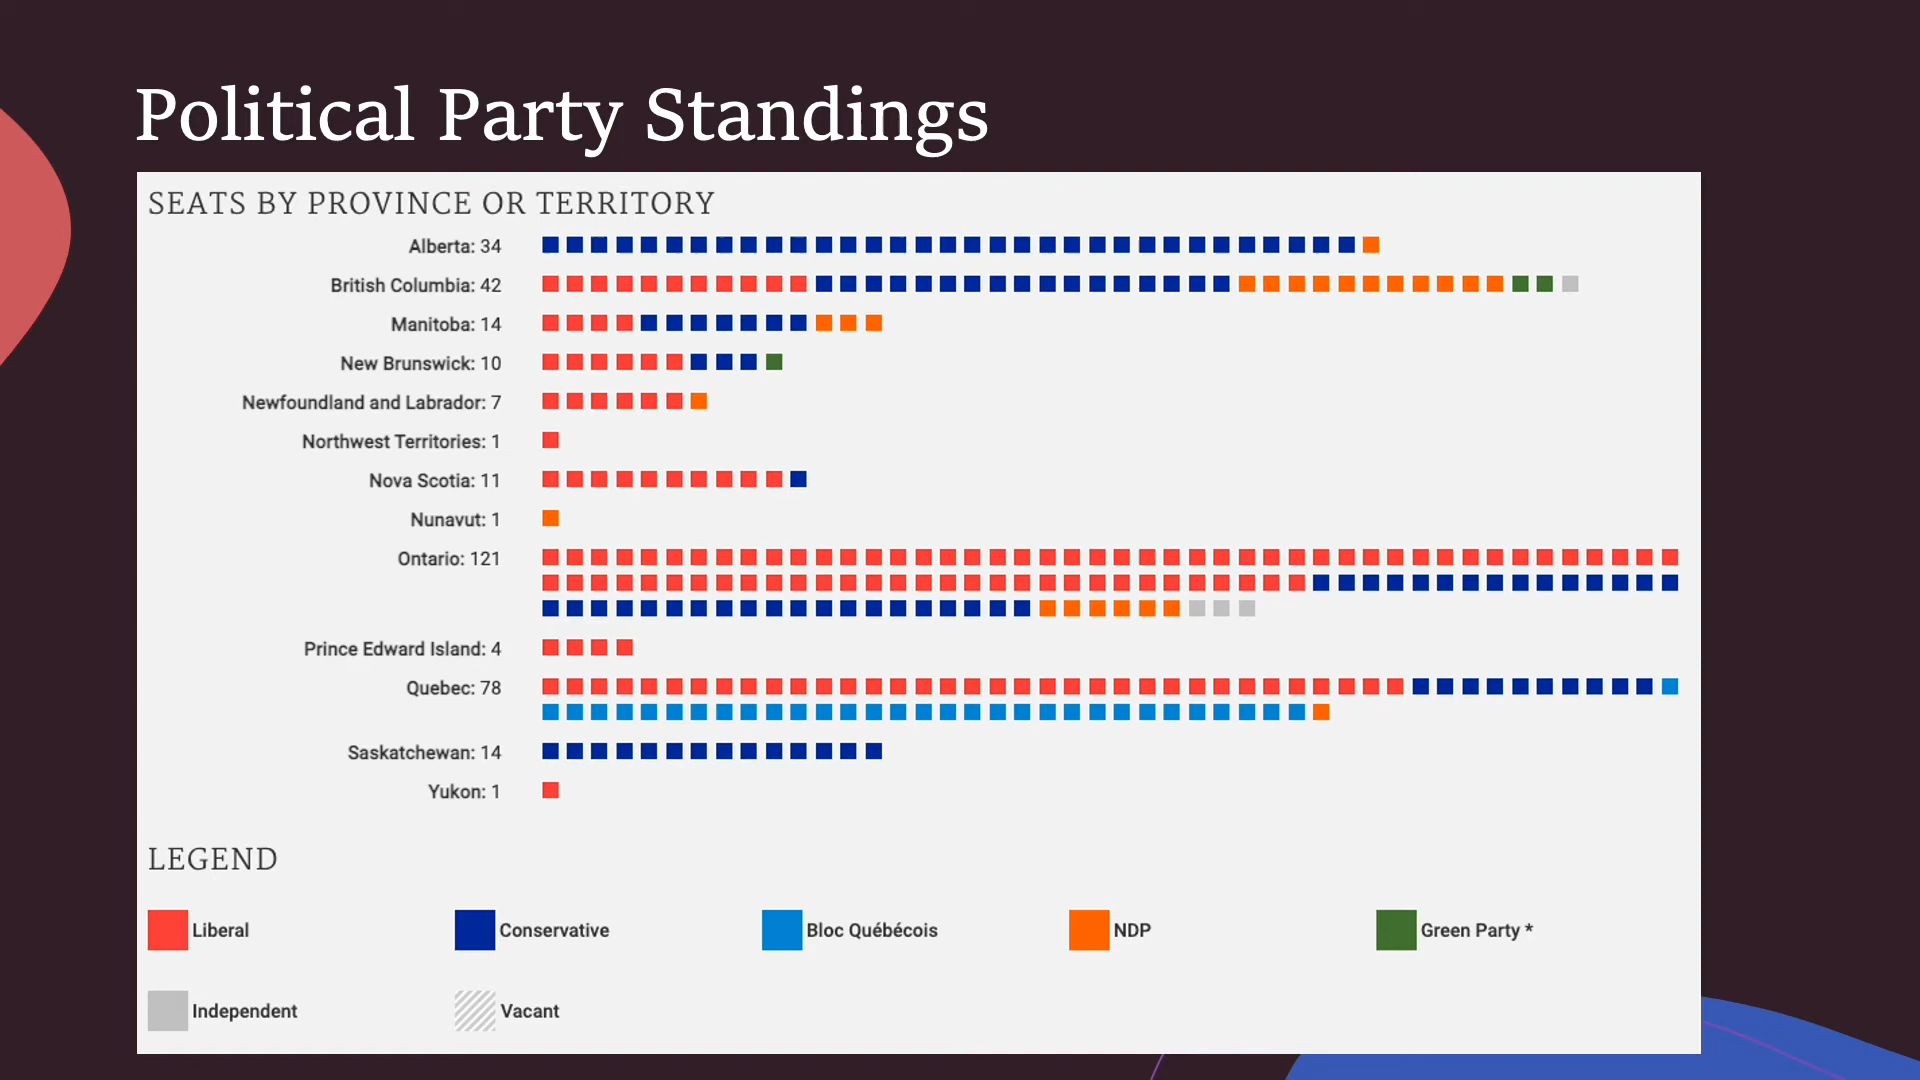 Political Party Standings
SEATS BY PROVINCE OR TERRITORY
Alberta: 34
British Columbia: 42
Manitoba: 14
New Brunswick: 10
Newfoundland and Labrador: 7
Northwest Territories: 1
Nova Scotia: 11
Nunavut: 1
Ontario: 121
Prince Edward Island: 4
Quebec: 78
Saskatchewan: 14
Yukon: 1
LEGEND
Liberal
Conservative
Bloc Québécois
NDP
Green Party *
Independent
Vacant